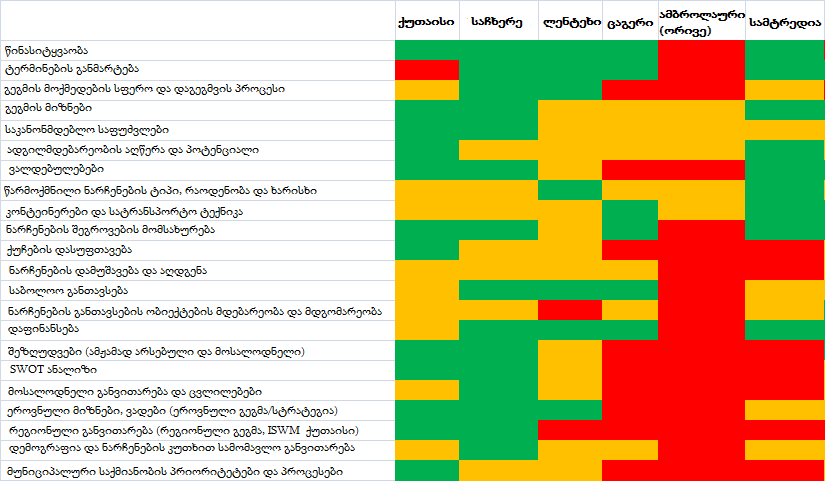 ქუთაისი საჩხერე ლენტეხი ცაგერი ამბროლაური (ორივე) სამტრედია
წინასიტყვაობა
ტერმინების განმარტება
გეგმის მოქმედების სფერო და დაგეგმვის პროცესი
გეგმის მიზნები
საკანონმდებლო საფუძვლები
ადგილმდებარეობის აღწერა და პოტენციალი
ვალდებულებები
წარმოქმნილი ნარჩენების ტიპი, რაოდენობა და ხარისხი
კონტეინერები და სატრანსპორტო ტექნიკა
ნარჩენების შეგროვების მომსახურება
ქუჩების დასუფთავება
ნარჩენების დამუშავება და აღდგენა
საბოლოო განთავსება
ნარჩენების განთავსების ობიექტების მდებარეობა და მდგომარეობა
დაფინანსება
შეზღუდვები (ამჟამად არსებული და მოსალოდნელი)
SWOT ანალიზი
მოსალოდნელი განვითარება და ცვლილებები
ეროვნული მიზნები, ვადები (ეროვნული გეგმა/სტრატეგია)
რეგიონული განვითარება (რეგიონული გეგმა, ISWM ქუთაისი)
დემოგრაფია და ნარჩენების კუთხით სამომავლო განვითარება
მუნიციპალური საქმიანობის პრიორიტეტები და პროცესები